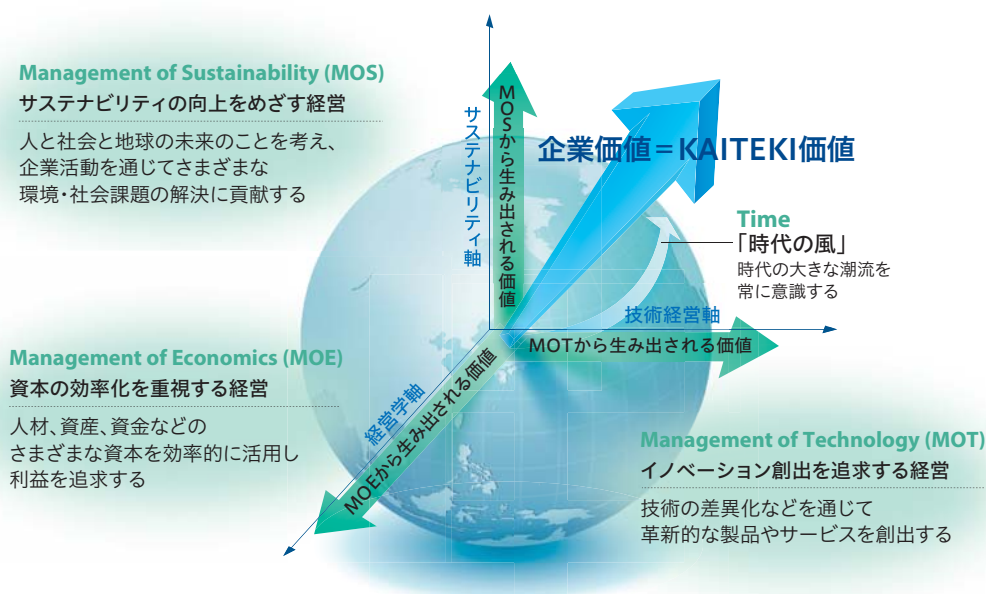 Management of Sustainability (MOS)
サステナビリティの向上をめざす経営
人と社会と地球の未来のことを考え、
企業活動を通じてさまざまな
環境・社会課題の解決に貢献する
サステナビリティ軸
MOSから生み出される価値
企業価値＝KAITEKI価値
Time
「時代の風」
時代の大きな潮流を
常に意識する
技術経営軸
MOTから生み出される価値
Management of Economics (MOE)
資本の効率化を重視する経営
人材、資産、資金などの
さまざまな資本を効率的に活用し
利益を追求する
経営学軸
MOEから生み出される価値
Management of Technology (MOT)
イノベーション創出を追求する経営
技術の差異化などを通じて
革新的な製品やサービスを創出する